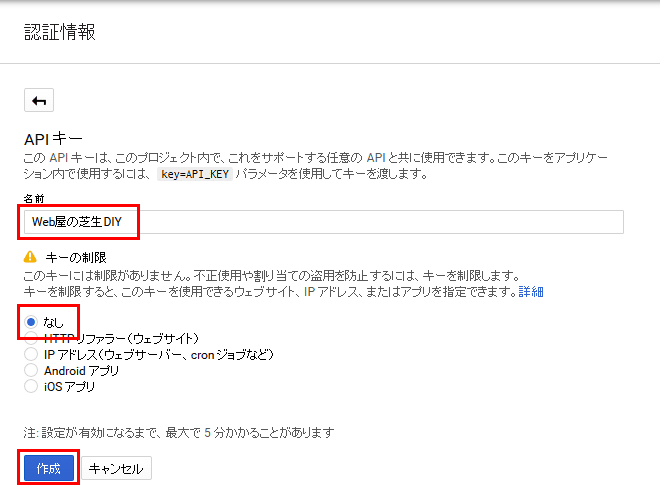 認証情報
API キー
この API キーは、このプロジェクト内で、これをサポートする任意の API と共に使用できます。このキーをアプリケー
ション内で使用するには、 key=API_KEY パラメータを使用してキーを渡します。
名前
Web屋の芝生DIY
キーの制限
このキーには制限がありません。不正使用や割り当ての盗用を防止するには、キーを制限します。
キーを制限すると、このキーを使用できるウェブサイト、IP アドレス、またはアプリを指定できます。詳細
なし
HTTP リファラー（ウェブサイト）
IP アドレス（ウェブサーバー、cron ジョブなど）
Android アプリ
iOS アプリ
注: 設定が有効になるまで、最大で 5 分かかることがあります
作成 キャンセル